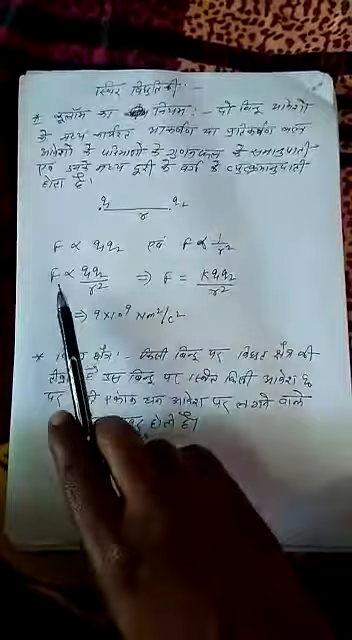 स्थिर विद्युतिकी :-
* कूलॉम का नियम :- दो बिन्दु आवेशो
के मध्य कार्यरत आकर्षण या प्रतिकर्षण बल
आवेशो के परिमाणो के गुणनफल के समानुपाती
एवं उनके मध्य दूरी के वर्ग के व्युत्क्रमानुपाती
होता है।
q₁ q₂
r
F ∝ q₁q₂ एवं F ∝ 1/r²
F ∝ q₁q₂/r² ⇒ F = Kq₁q₂/r²
⇒ 9×10⁹ Nm²/c²
* क्षेत्र :- किसी बिन्दु पर विद्युत क्षेत्र की
है उस बिन्दु पर स्थित किसी आवेश के
पर एकांक धन आवेश पर लगने वाले
होती है।